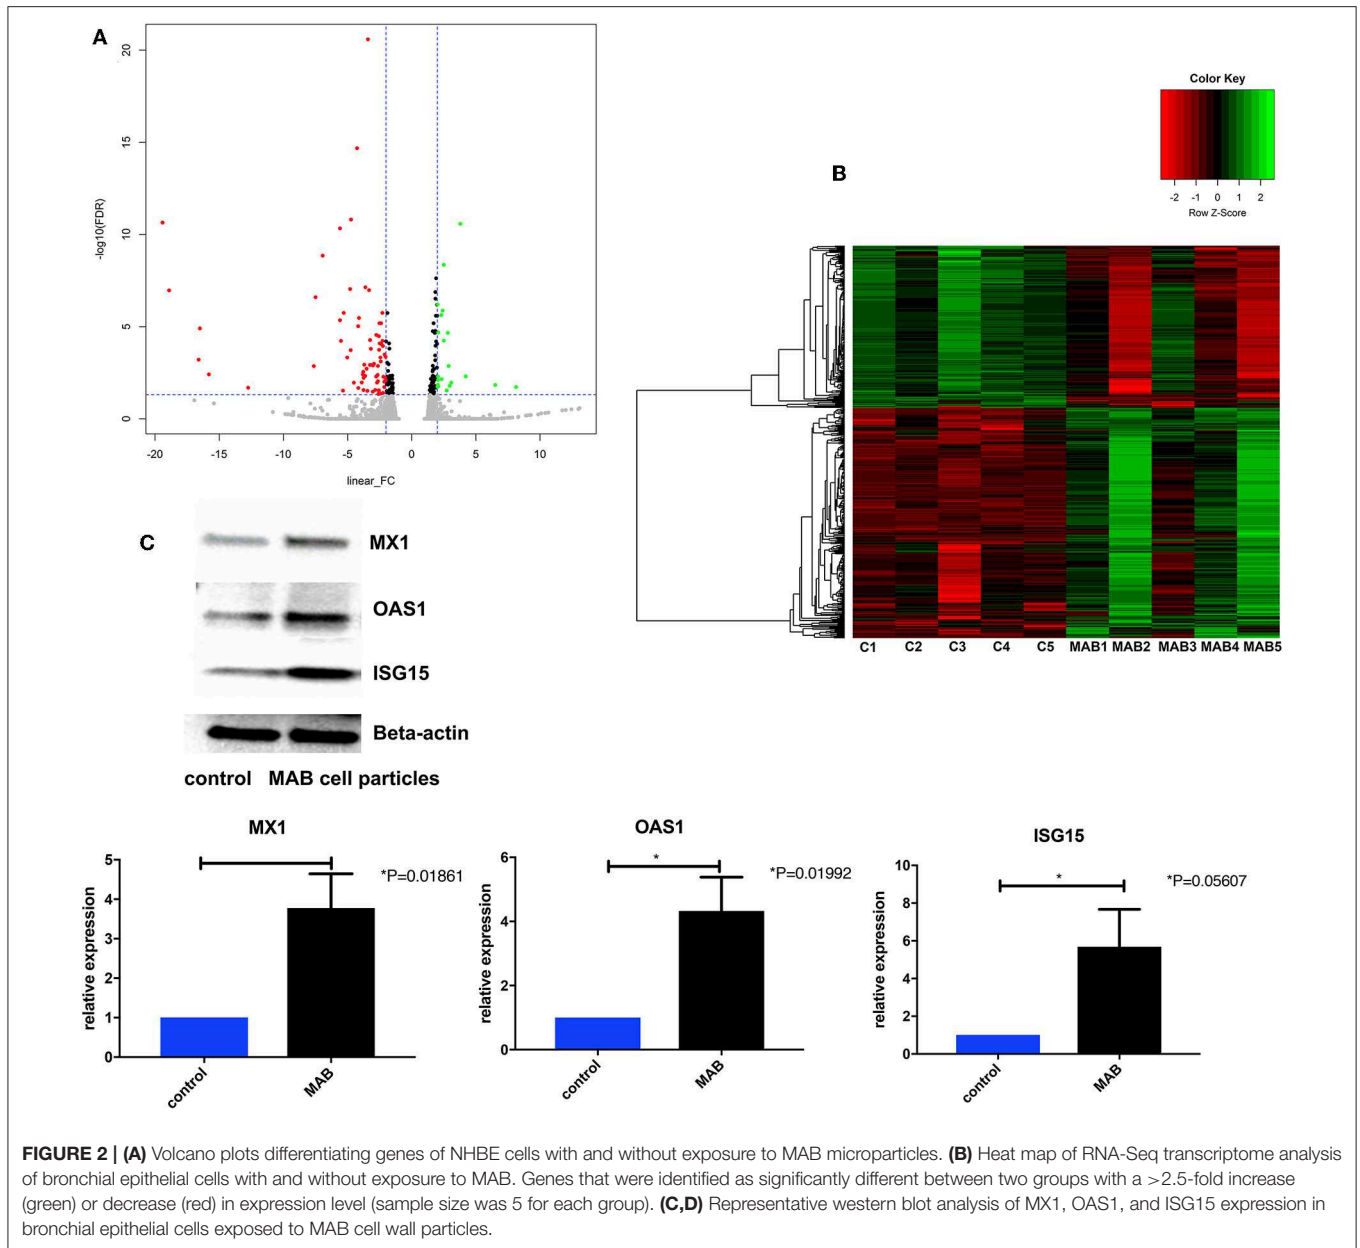 A
20
15
10
5
0
-log10(FDR)
-20
-15
-10
-5
0
5
10
linear_FC
B
Color Key
-2
-1
0
1
2
Row Z-Score
C1
C2
C3
C4
C5
MAB1
MAB2
MAB3
MAB4
MAB5
C
MX1
OAS1
ISG15
Beta-actin
control MAB cell particles
MX1
5
4
3
2
1
0
relative expression
*P=0.01861
control
MAB
OAS1
6
4
2
0
relative expression
*
*P=0.01992
control
MAB
ISG15
10
8
6
4
2
0
relative expression
*
*P=0.05607
control
MAB
FIGURE 2 | (A) Volcano plots differentiating genes of NHBE cells with and without exposure to MAB microparticles. (B) Heat map of RNA-Seq transcriptome analysis
of bronchial epithelial cells with and without exposure to MAB. Genes that were identified as significantly different between two groups with a >2.5-fold increase
(green) or decrease (red) in expression level (sample size was 5 for each group). (C,D) Representative western blot analysis of MX1, OAS1, and ISG15 expression in
bronchial epithelial cells exposed to MAB cell wall particles.